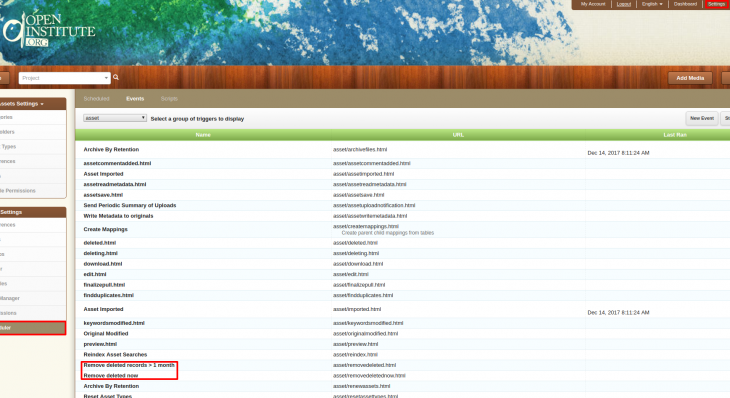 My Account Logout English Dashboard Settings
OPEN
INSTITUTE
.ORG
Project
Add Media
Assets Settings
Scheduled Events Scripts
asset Select a group of triggers to display New Event
Name URL Last Ran
Archive By Retention asset/archivefiles.html Dec 14, 2017 8:11:24 AM
assetcommentadded.html asset/assetcommentadded.html
Asset Imported asset/assetimported.html
assetreadmetadata.html asset/assetreadmetadata.html
assetsave.html asset/assetsave.html
Send Periodic Summary of Uploads asset/assetuploadnotification.html
Write Metadata to originals asset/assetwritemetadata.html
Create Mappings asset/createmappings.html
Create parent child mappings from tables
deleted.html asset/deleted.html
deleting.html asset/deleting.html
download.html asset/download.html
edit.html asset/edit.html
finalizepull.html asset/finalizepull.html
findduplicates.html asset/findduplicates.html
Asset Imported asset/imported.html Dec 14, 2017 8:11:24 AM
keywordsmodified.html asset/keywordsmodified.html
Original Modified asset/originalmodified.html
preview.html asset/preview.html
Reindex Asset Searches asset/reindex.html
Remove deleted records > 1 month asset/removedeleted.html
Remove deleted now asset/removedeletednow.html
Archive By Retention asset/renewassets.html
Reset Asset Types asset/resetassettypes.html
Types
Permissions
Settings
Manager